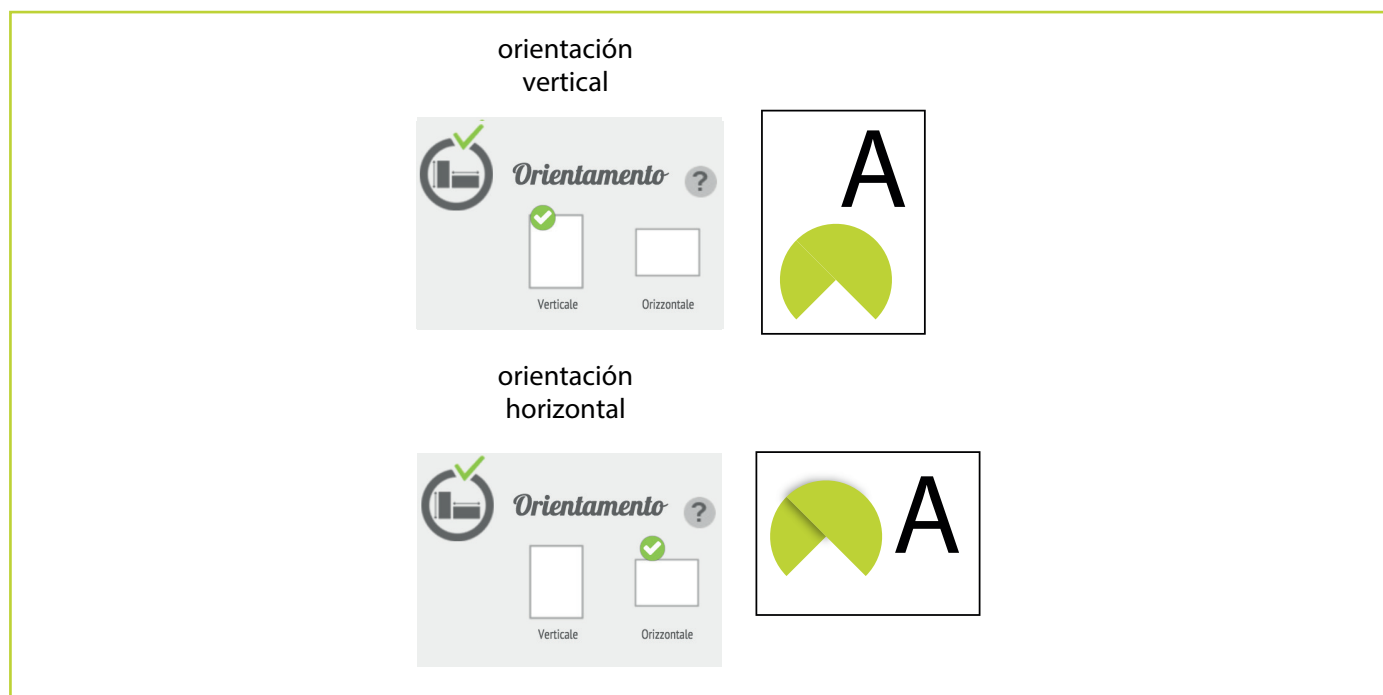 orientación
vertical
Orientamento ?
Verticale Orizzontale
A
orientación
horizontal
Orientamento ?
Verticale Orizzontale
A